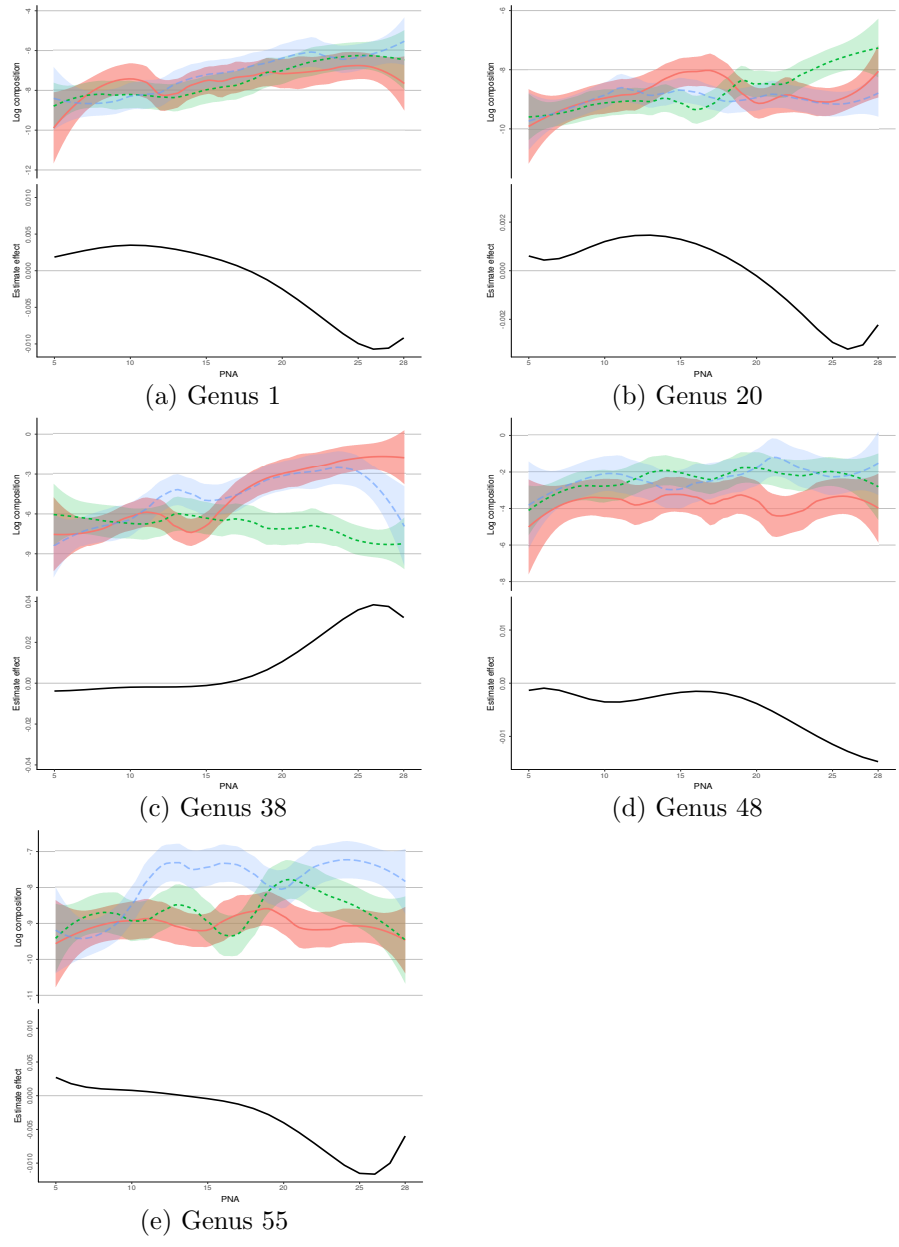 Log composition
-4
-6
-8
-10
-12
Estimate effect
0.010
0.005
0.000
-0.005
-0.010
5 10 15 20 25 28
PNA
(a) Genus 1
Log composition
-6
-8
-10
Estimate effect
0.002
0.000
-0.002
5 10 15 20 25 28
PNA
(b) Genus 20
Log composition
0
-3
-6
-9
Estimate effect
0.04
0.02
0.00
-0.02
-0.04
5 10 15 20 25 28
PNA
(c) Genus 38
Log composition
0
-2
-4
-6
-8
Estimate effect
0.01
0.00
-0.01
5 10 15 20 25 28
PNA
(d) Genus 48
Log composition
-7
-8
-9
-10
-11
Estimate effect
0.010
0.005
0.000
-0.005
-0.010
5 10 15 20 25 28
PNA
(e) Genus 55